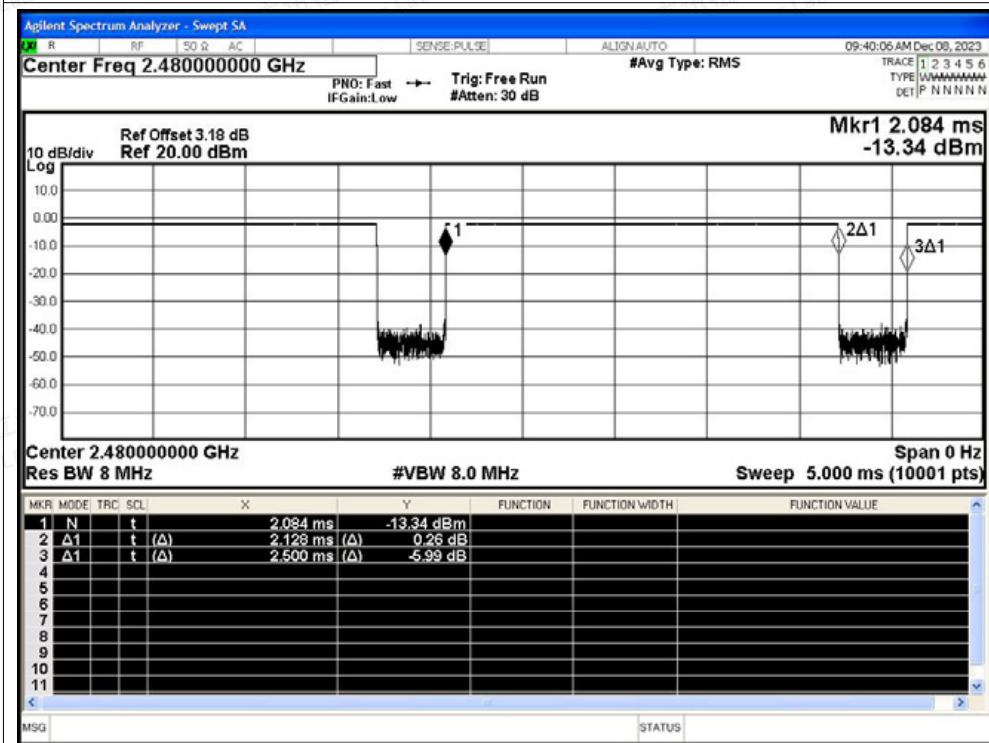 Agilent Spectrum Analyzer - Swept SA
R RF 50 Ω AC SENSE:PULSE ALIGN AUTO 09:40:06 AM Dec 08, 2023
Center Freq 2.480000000 GHz #Avg Type: RMS TRACE 1 2 3 4 5 6
PNO: Fast Trig: Free Run TYPE
IFGain:Low #Atten: 30 dB DET P N N N N N
Mkr1 2.084 ms
Ref Offset 3.18 dB
10 dB/div Ref 20.00 dBm -13.34 dBm
Log
10.0
0.00
1 2Δ1
-10.0 3Δ1
-20.0
-30.0
-40.0
-50.0
-60.0
-70.0
Center 2.480000000 GHz Span 0 Hz
Res BW 8 MHz #VBW 8.0 MHz Sweep 5.000 ms (10001 pts)
MKR MODE TRC SCL X Y FUNCTION FUNCTION WIDTH FUNCTION VALUE
1 N t 2.084 ms -13.34 dBm
2 Δ1 t (Δ) 2.128 ms (Δ) 0.26 dB
3 Δ1 t (Δ) 2.500 ms (Δ) -5.99 dB
4
5
6
7
8
9
10
11
MSG STATUS